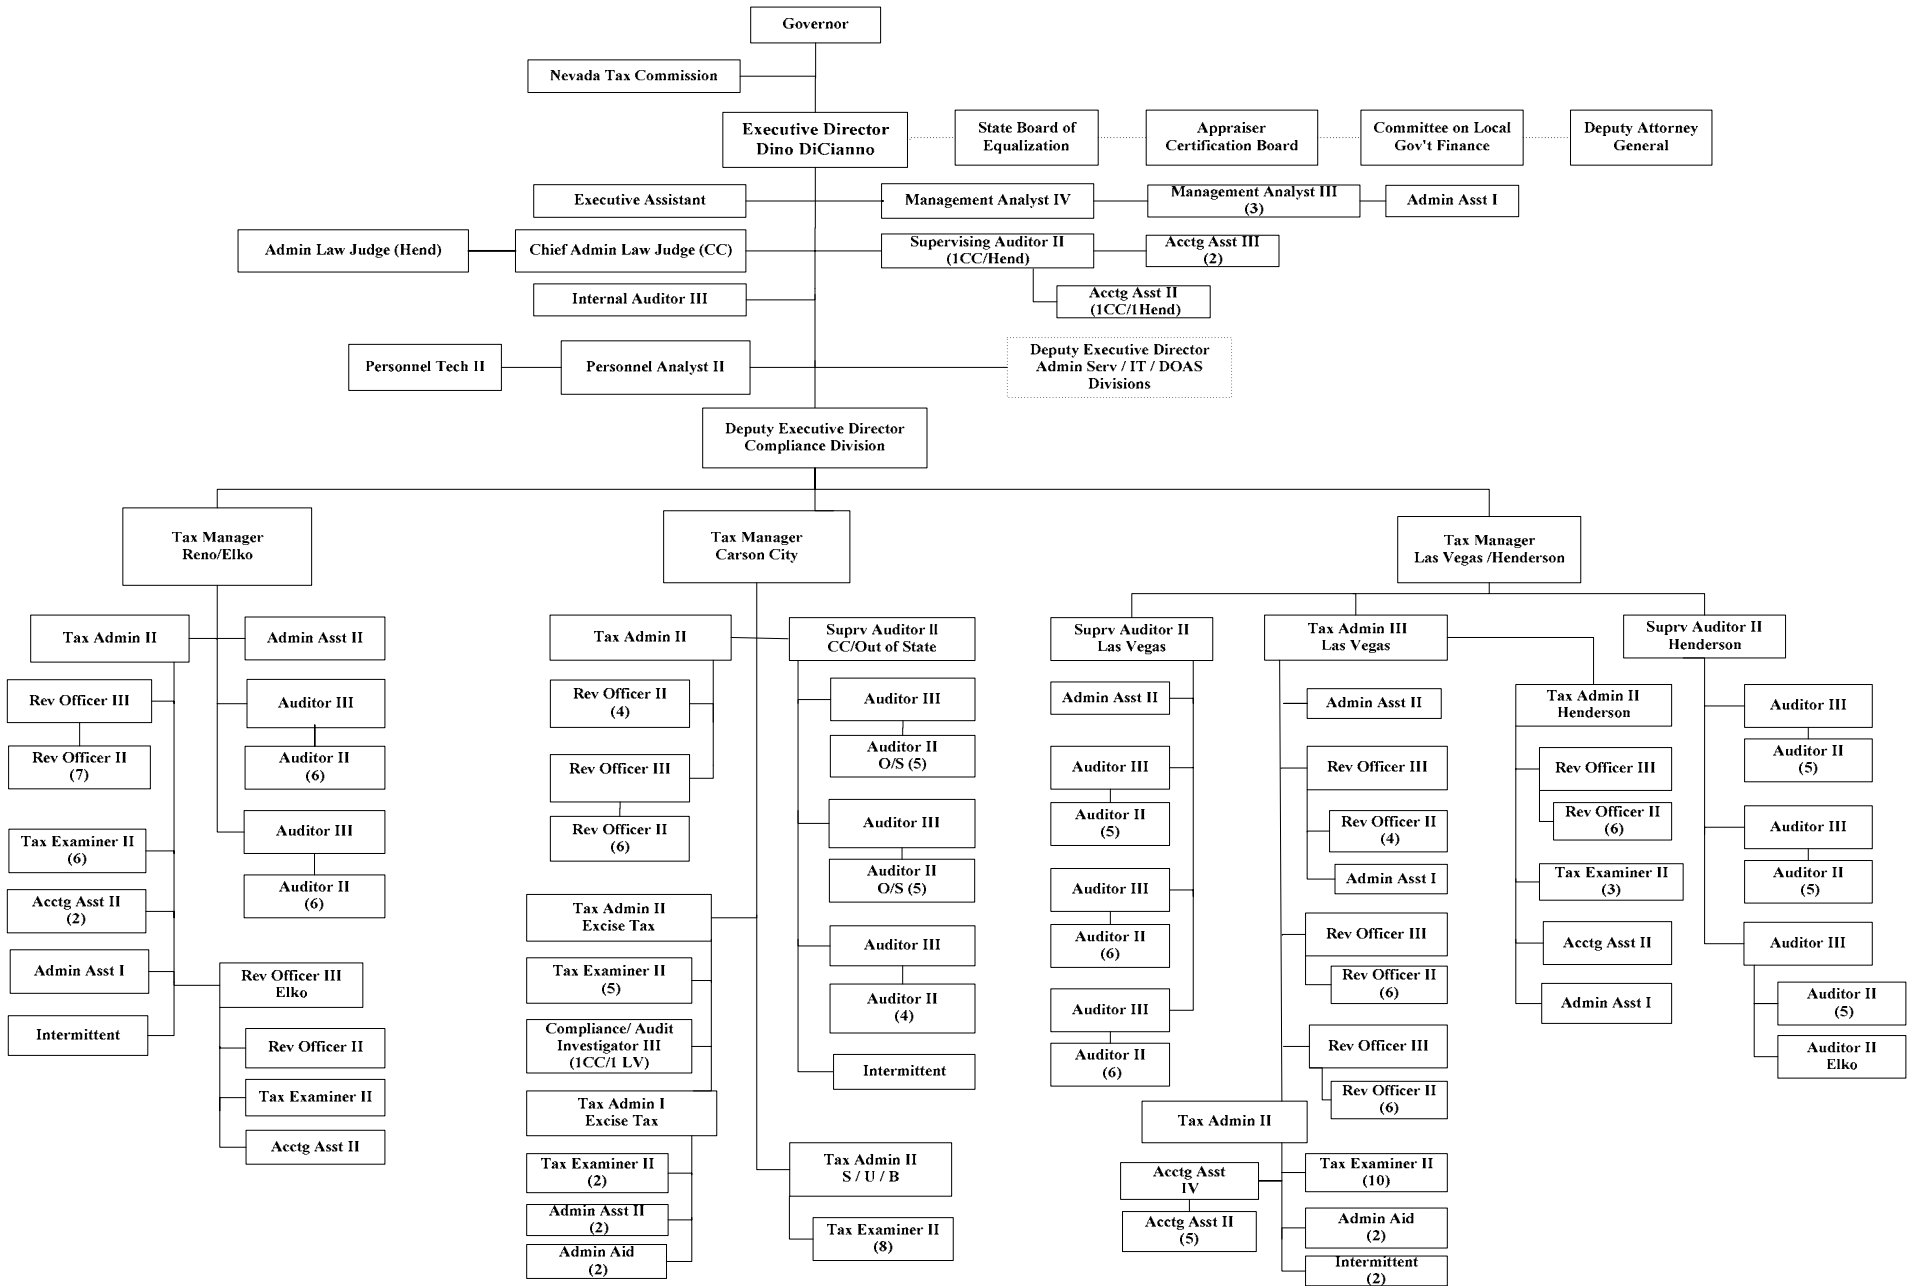 Governor
Nevada Tax Commission
Executive Director
Dino DiCianno
State Board of
Equalization
Appraiser
Certification Board
Committee on Local
Gov't Finance
Deputy Attorney
General
Executive Assistant
Management Analyst IV
Management Analyst III
(3)
Admin Asst I
Admin Law Judge (Hend)
Chief Admin Law Judge (CC)
Supervising Auditor II
(1CC/Hend)
Acctg Asst III
(2)
Internal Auditor III
Acctg Asst II
(1CC/1Hend)
Personnel Tech II
Personnel Analyst II
Deputy Executive Director
Admin Serv / IT / DOAS
Divisions
Deputy Executive Director
Compliance Division
Tax Manager
Reno/Elko
Tax Admin II
Admin Asst II
Rev Officer III
Rev Officer II
(7)
Auditor III
Auditor II
(6)
Auditor III
Auditor II
(6)
Tax Examiner II
(6)
Acctg Asst II
(2)
Admin Asst I
Intermittent
Rev Officer III
Elko
Rev Officer II
Tax Examiner II
Acctg Asst II
Tax Manager
Carson City
Tax Admin II
Rev Officer II
(4)
Rev Officer III
Rev Officer II
(6)
Suprv Auditor II
CC/Out of State
Auditor III
Auditor II
O/S (5)
Auditor III
Auditor II
O/S (5)
Auditor III
Auditor II
(4)
Intermittent
Tax Admin II
Excise Tax
Tax Examiner II
(5)
Compliance/ Audit
Investigator III
(1CC/1 LV)
Tax Admin I
Excise Tax
Tax Examiner II
(2)
Admin Asst II
(2)
Admin Aid
(2)
Tax Admin II
S / U / B
Tax Examiner II
(8)
Tax Manager
Las Vegas /Henderson
Suprv Auditor II
Las Vegas
Admin Asst II
Auditor III
Auditor II
(5)
Auditor III
Auditor II
(6)
Auditor III
Auditor II
(6)
Tax Admin III
Las Vegas
Admin Asst II
Rev Officer III
Rev Officer II
(4)
Admin Asst I
Rev Officer III
Rev Officer II
(6)
Rev Officer III
Rev Officer II
(6)
Tax Admin II
Acctg Asst
IV
Acctg Asst II
(5)
Tax Examiner II
(10)
Admin Aid
(2)
Intermittent
(2)
Tax Admin II
Henderson
Rev Officer III
Rev Officer II
(6)
Tax Examiner II
(3)
Acctg Asst II
Admin Asst I
Suprv Auditor II
Henderson
Auditor III
Auditor II
(5)
Auditor III
Auditor II
(5)
Auditor III
Auditor II
(5)
Auditor II
Elko